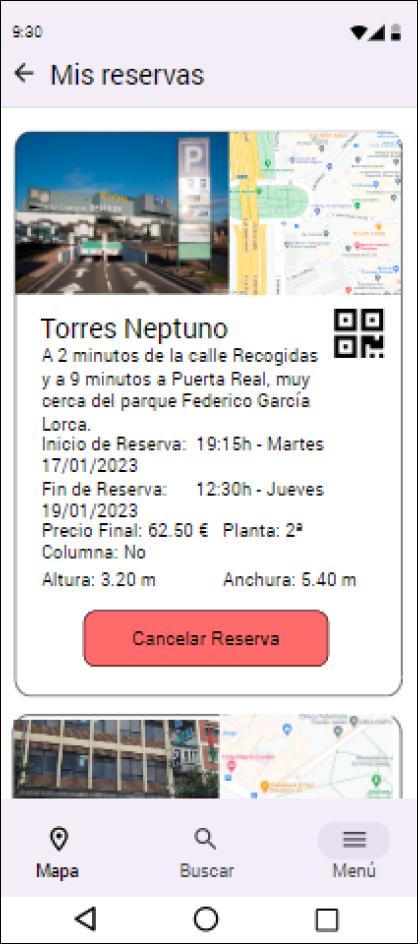 9:30
Mis reservas
P
Torres Neptuno
A 2 minutos de la calle Recogidas
y a 9 minutos a Puerta Real, muy
cerca del parque Federico García
Lorca.
Inicio de Reserva: 19:15h - Martes
17/01/2023
Fin de Reserva: 12:30h - Jueves
19/01/2023
Precio Final: 62.50 € Planta: 2ª
Columna: No
Altura: 3.20 m Anchura: 5.40 m
Cancelar Reserva
Mapa
Buscar
Menú